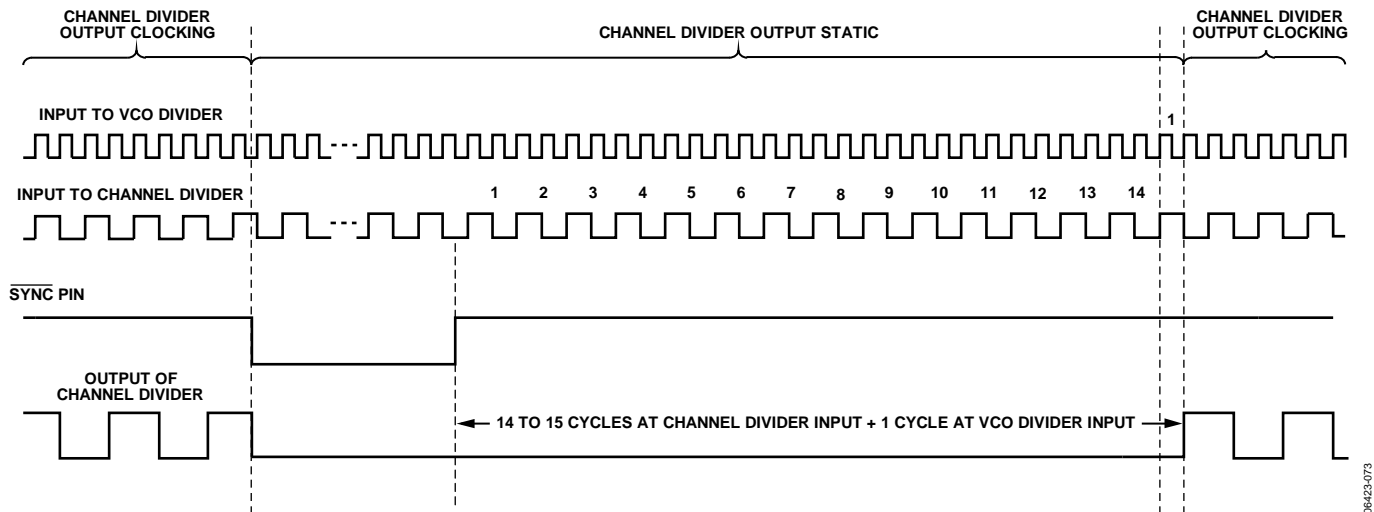 CHANNEL DIVIDER
OUTPUT CLOCKING
CHANNEL DIVIDER OUTPUT STATIC
CHANNEL DIVIDER
OUTPUT CLOCKING
INPUT TO VCO DIVIDER
1
INPUT TO CHANNEL DIVIDER
1 2 3 4 5 6 7 8 9 10 11 12 13 14
SYNC PIN
OUTPUT OF
CHANNEL DIVIDER
14 TO 15 CYCLES AT CHANNEL DIVIDER INPUT + 1 CYCLE AT VCO DIVIDER INPUT
06423-073